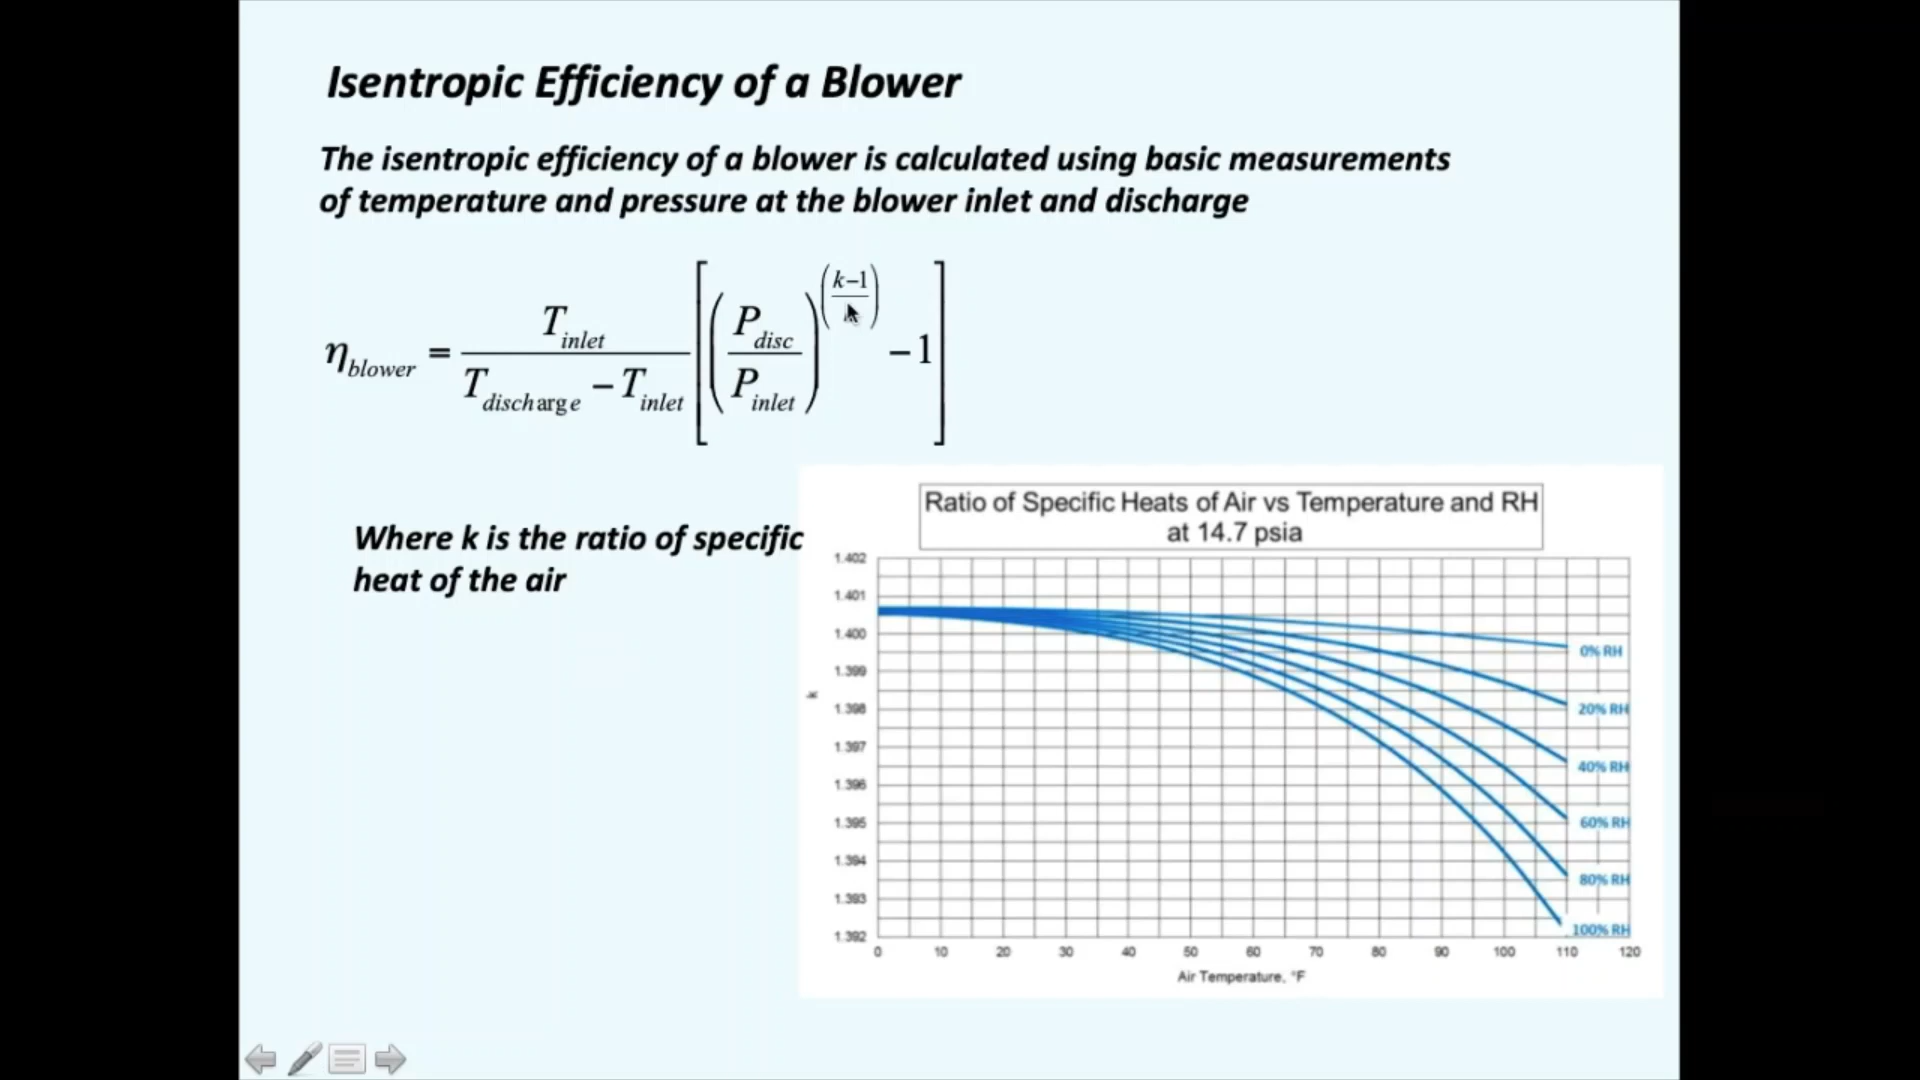 Isentropic Efficiency of a Blower
The isentropic efficiency of a blower is calculated using basic measurements
of temperature and pressure at the blower inlet and discharge
η_blower = T_inlet / (T_discharge − T_inlet) [(P_disc / P_inlet)^((k−1)/) − 1]
Where k is the ratio of specific
heat of the air
Ratio of Specific Heats of Air vs Temperature and RH
at 14.7 psia
1.402
1.401
1.400
1.399
1.398
1.397
1.396
1.395
1.394
1.393
1.392
k
0% RH
20% RH
40% RH
60% RH
80% RH
100% RH
0 10 20 30 40 50 60 70 80 90 100 110 120
Air Temperature, °F